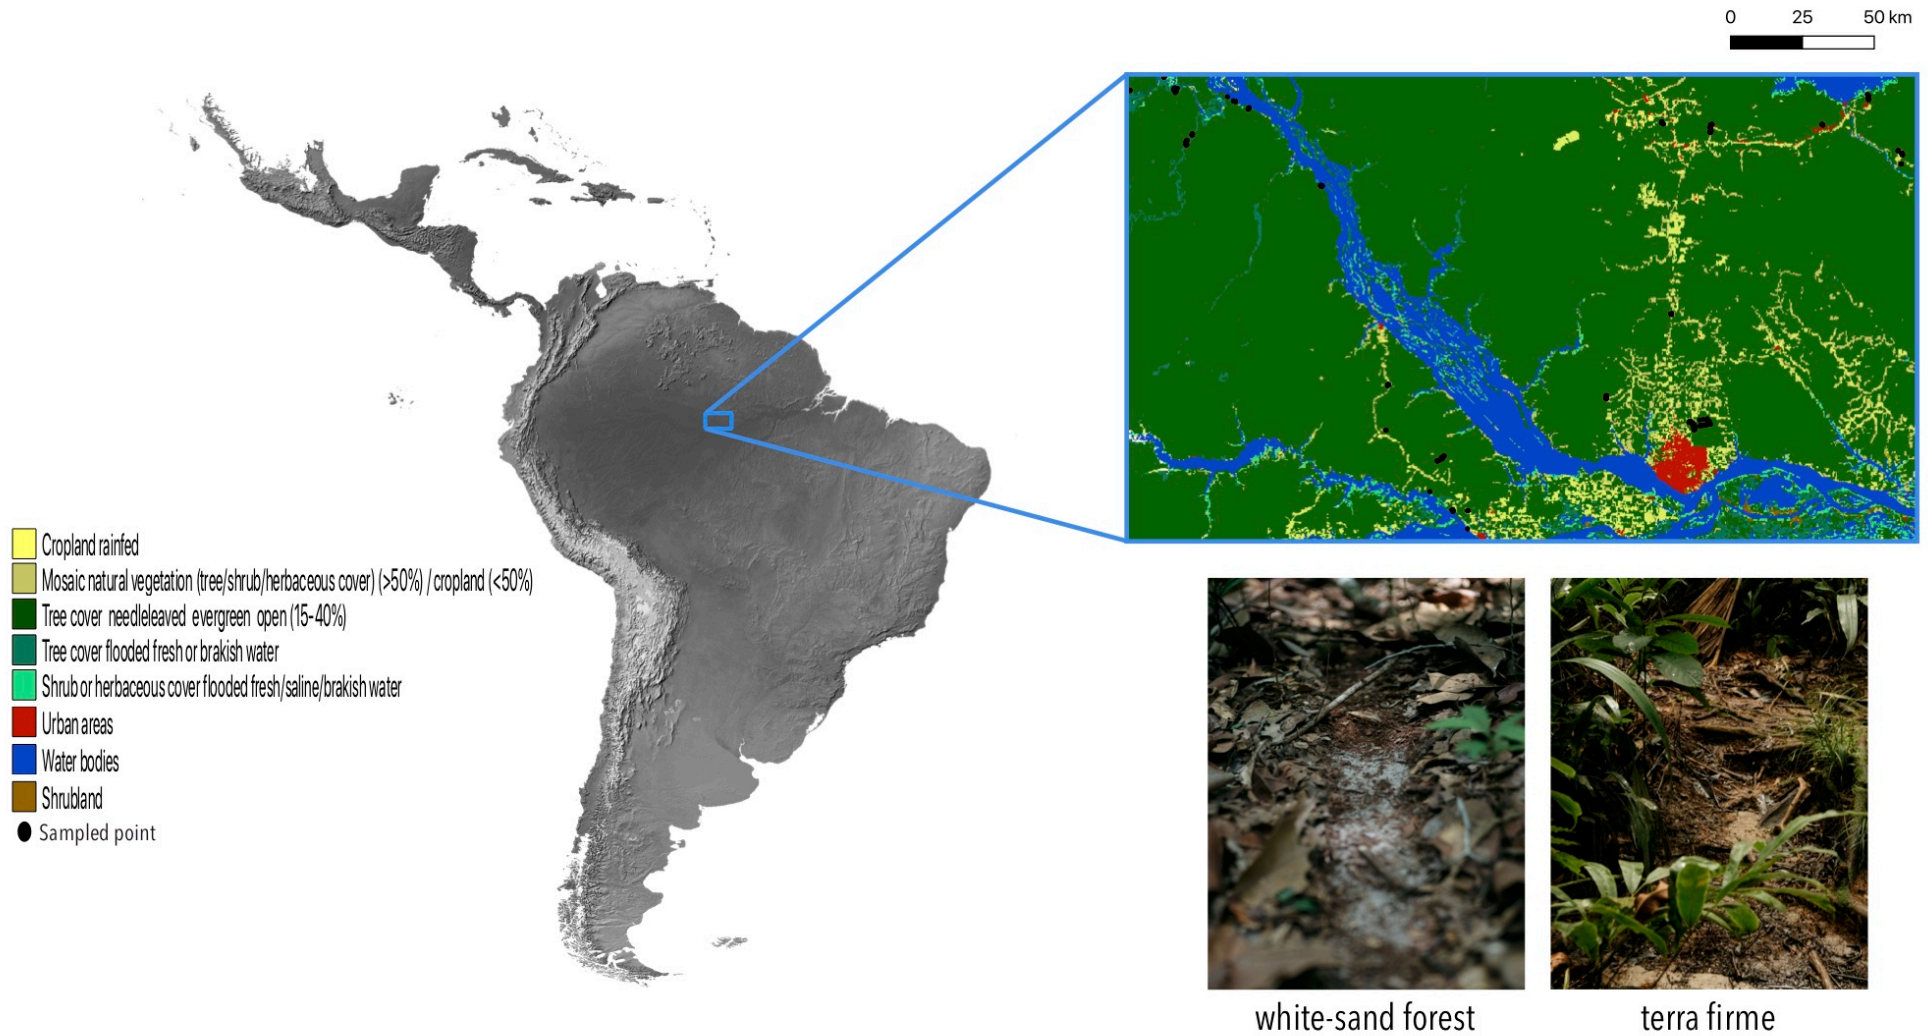 0 25 50 km
Cropland rainfed
Mosaic natural vegetation (tree/shrub/herbaceous cover) (>50%) / cropland (<50%)
Tree cover needleleaved evergreen open (15-40%)
Tree cover flooded fresh or brakish water
Shrub or herbaceous cover flooded fresh/saline/brakish water
Urban areas
Water bodies
Shrubland
Sampled point
white-sand forest
terra firme